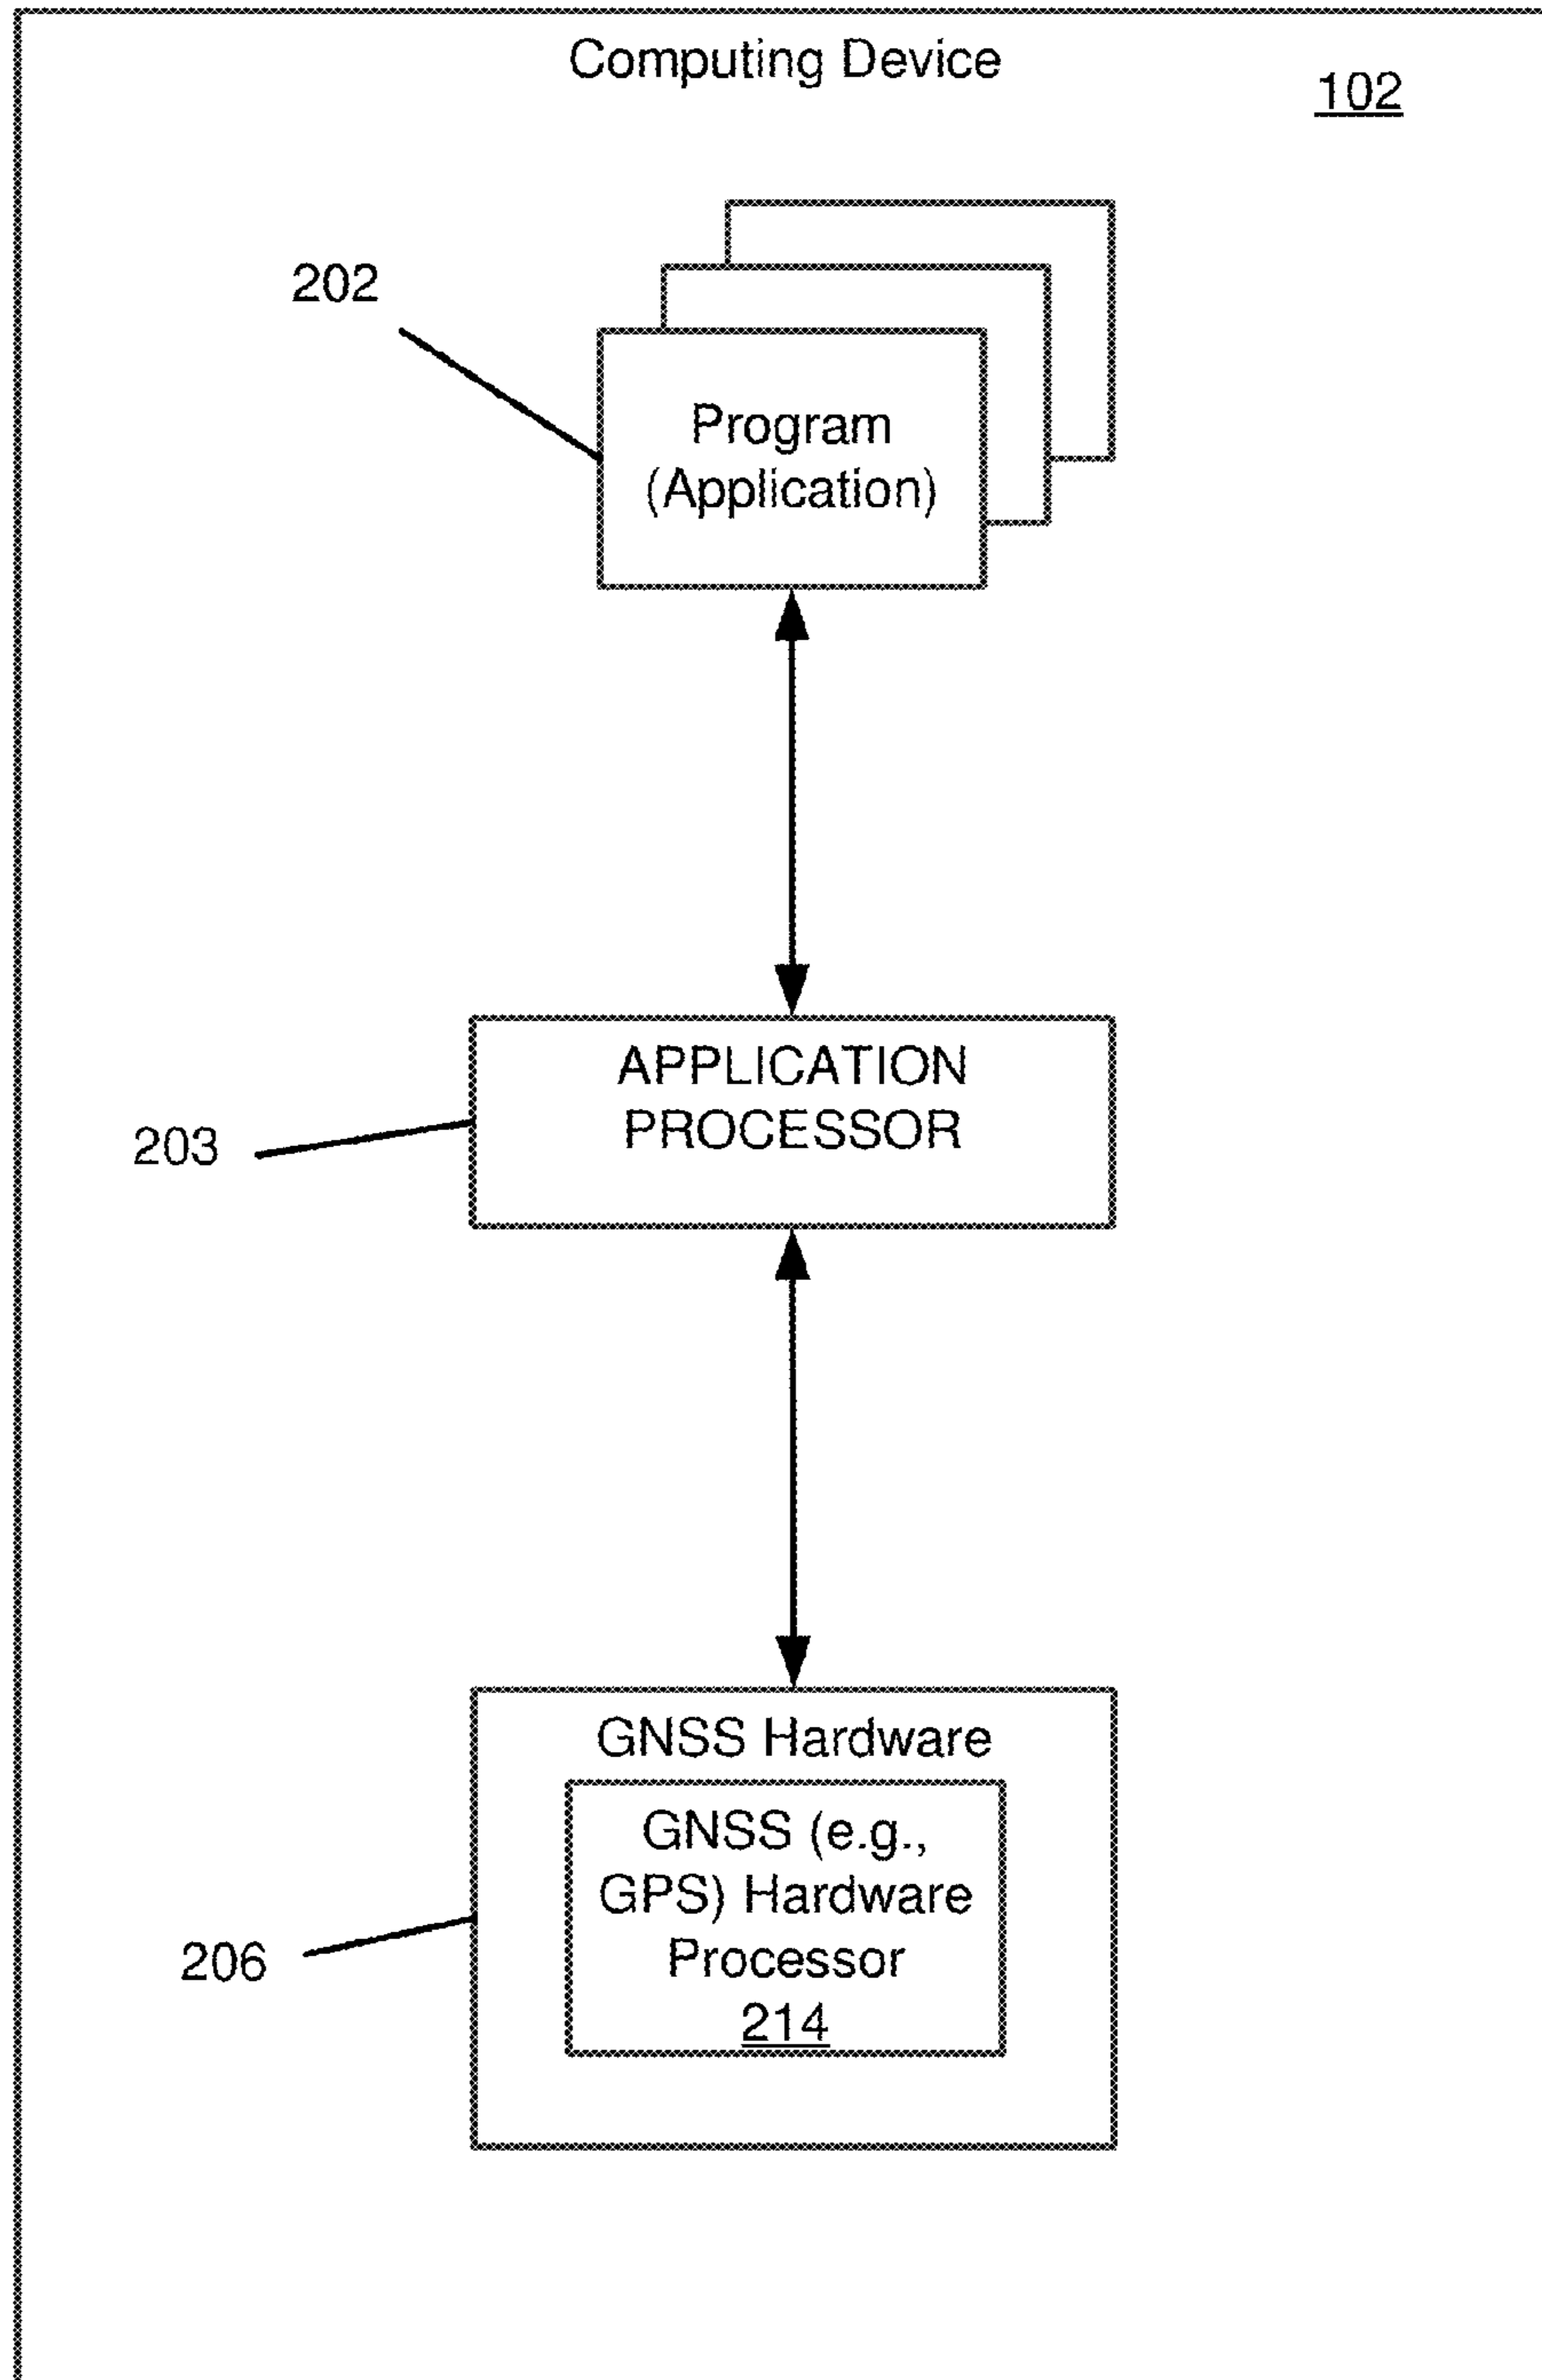 Computing Device
102
202
Program
(Application)
APPLICATION
PROCESSOR
203
GNSS Hardware
GNSS (e.g.,
GPS) Hardware
Processor
214
206